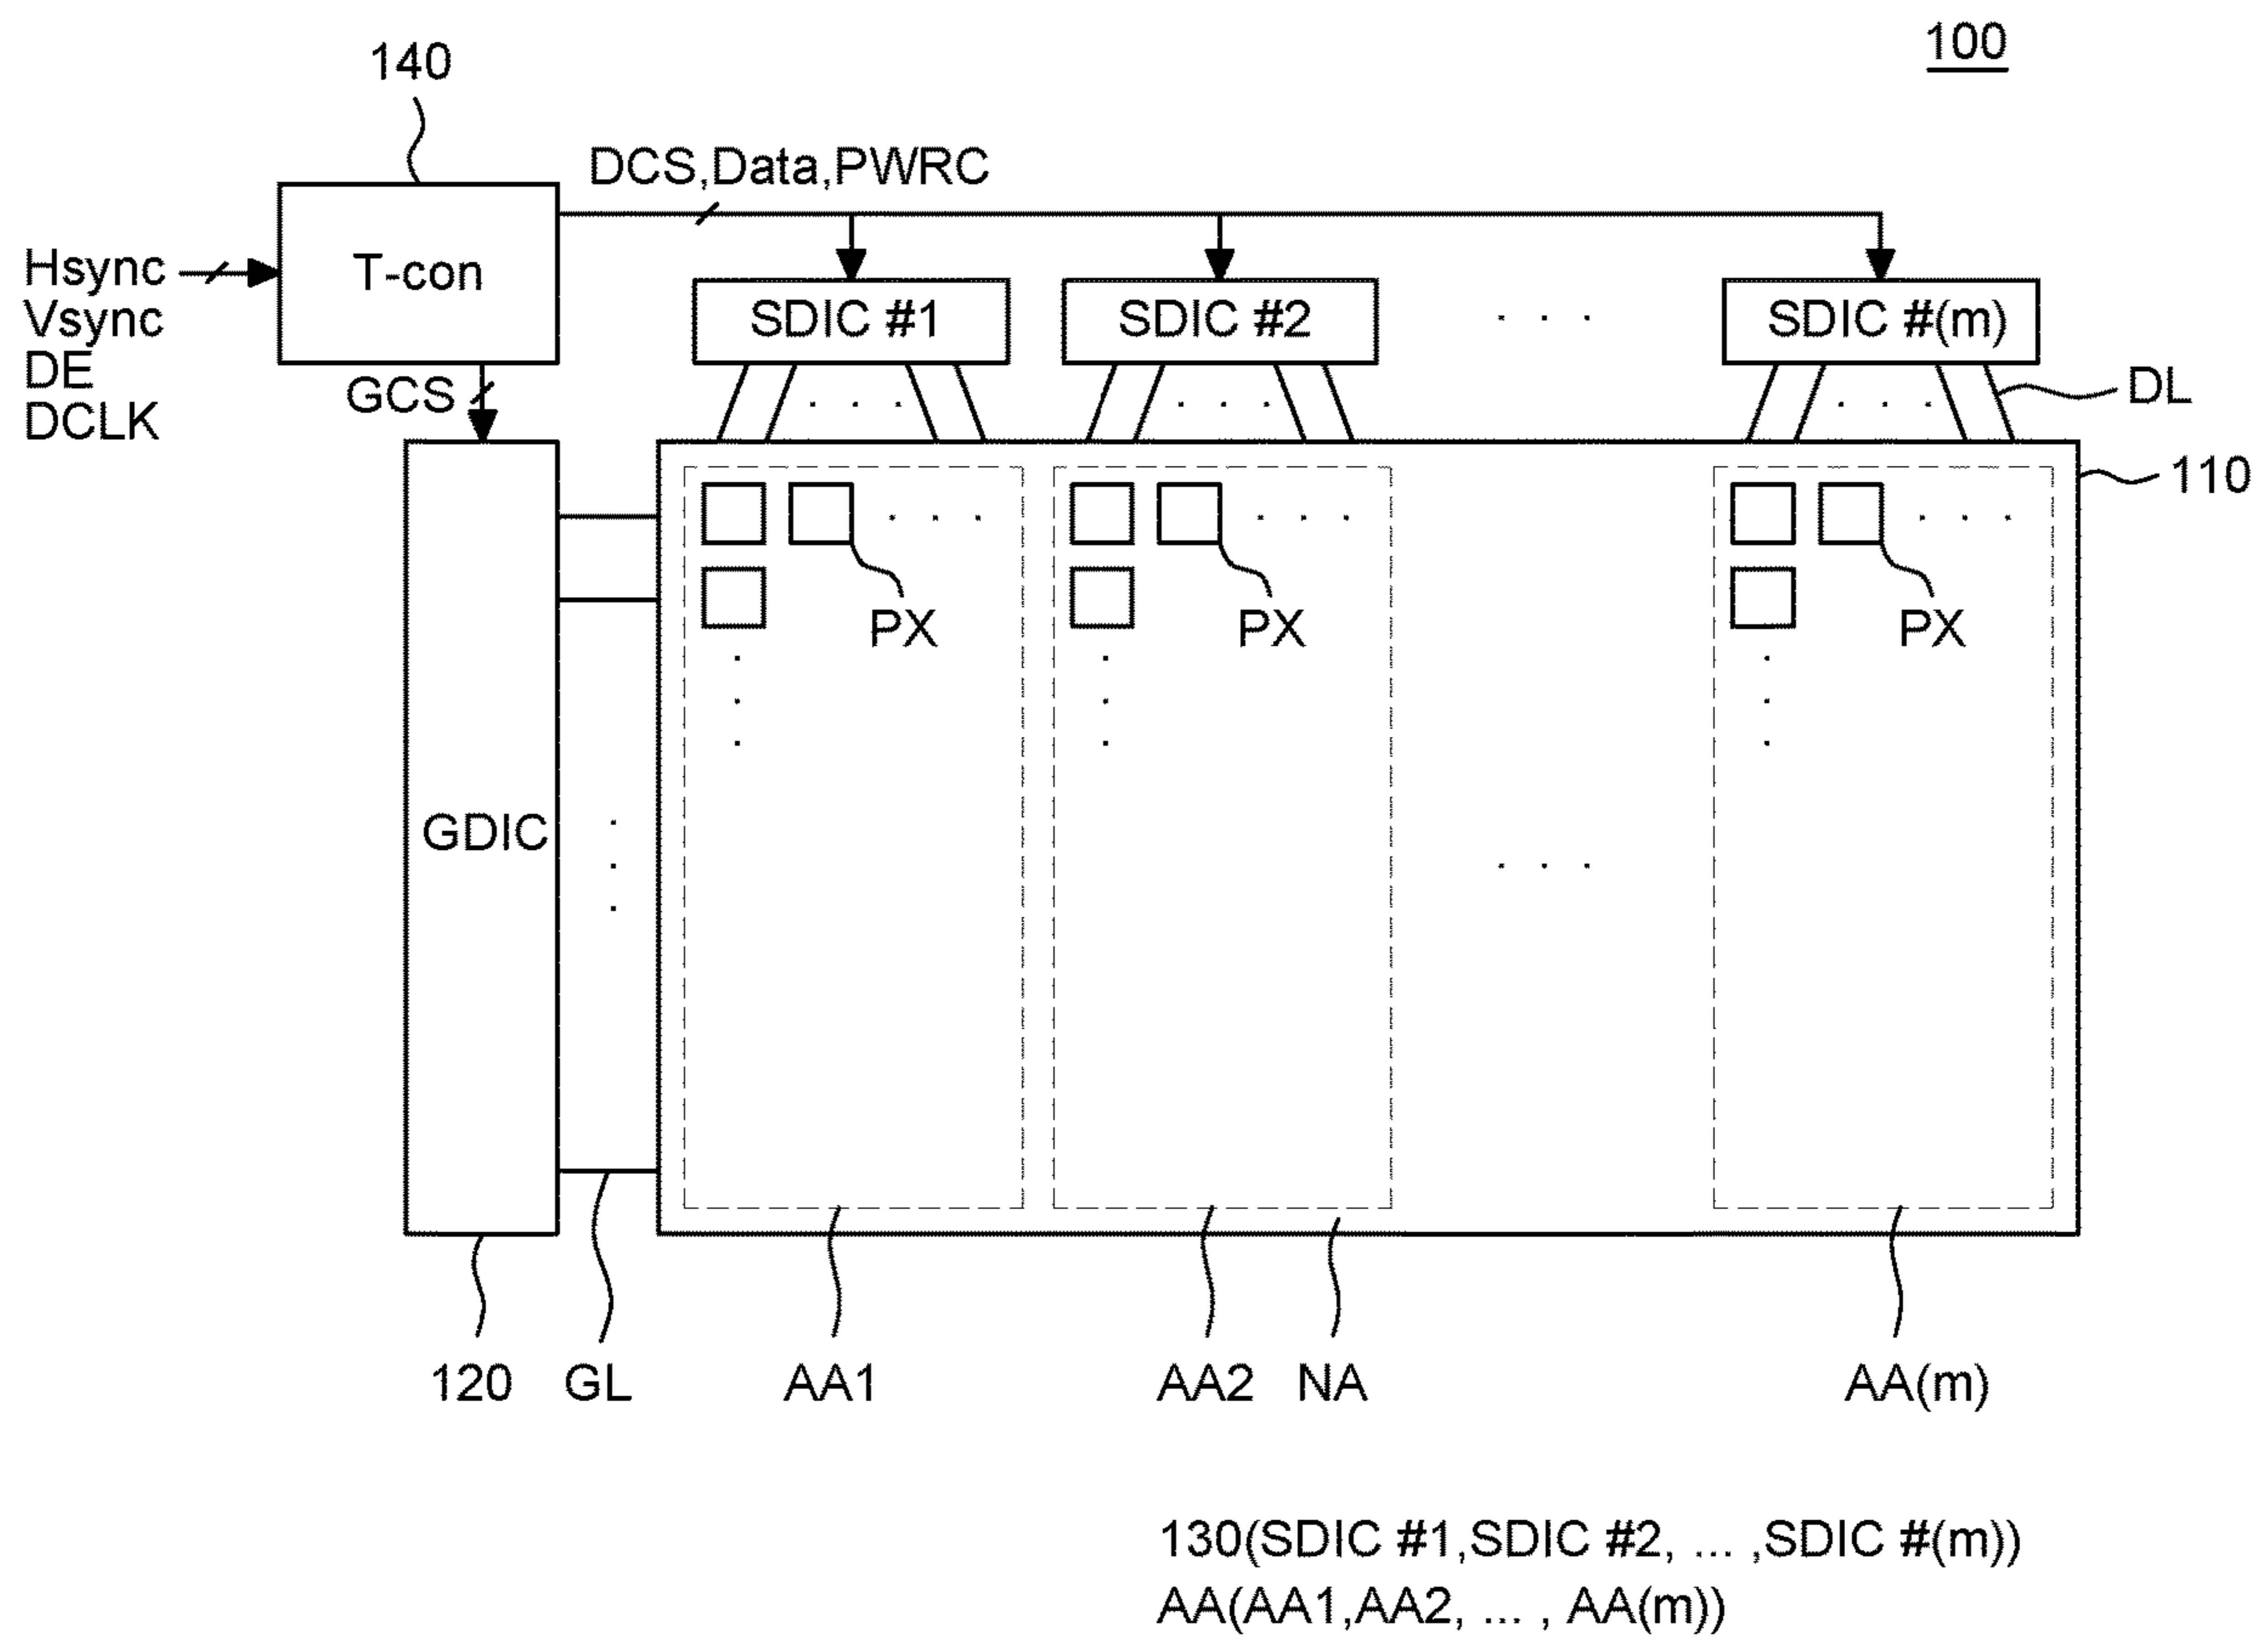 100
140
DCS,Data,PWRC
Hsync
Vsync
DE
DCLK
T-con
SDIC #1
SDIC #2
. . .
SDIC #(m)
GCS
. . .
. . .
. . .
DL
110
. . .
. . .
. . .
PX
PX
PX
GDIC
. . .
120
GL
AA1
AA2
NA
AA(m)
130(SDIC #1,SDIC #2, ... ,SDIC #(m))
AA(AA1,AA2, ... , AA(m))